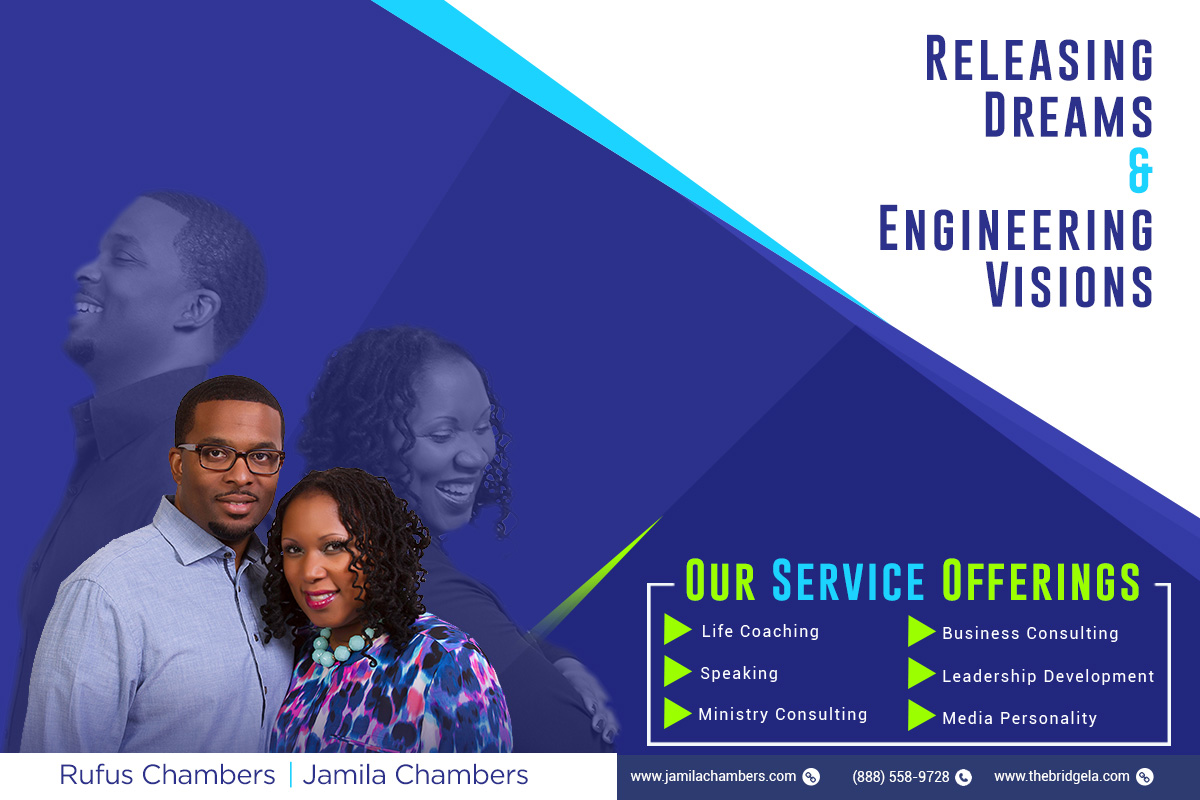 Releasing
Dreams
&
Engineering
Visions
Our Service Offerings
Life Coaching
Business Consulting
Speaking
Leadership Development
Ministry Consulting
Media Personality
Rufus Chambers | Jamila Chambers
www.jamilachambers.com
(888) 558-9728
www.thebridgela.com